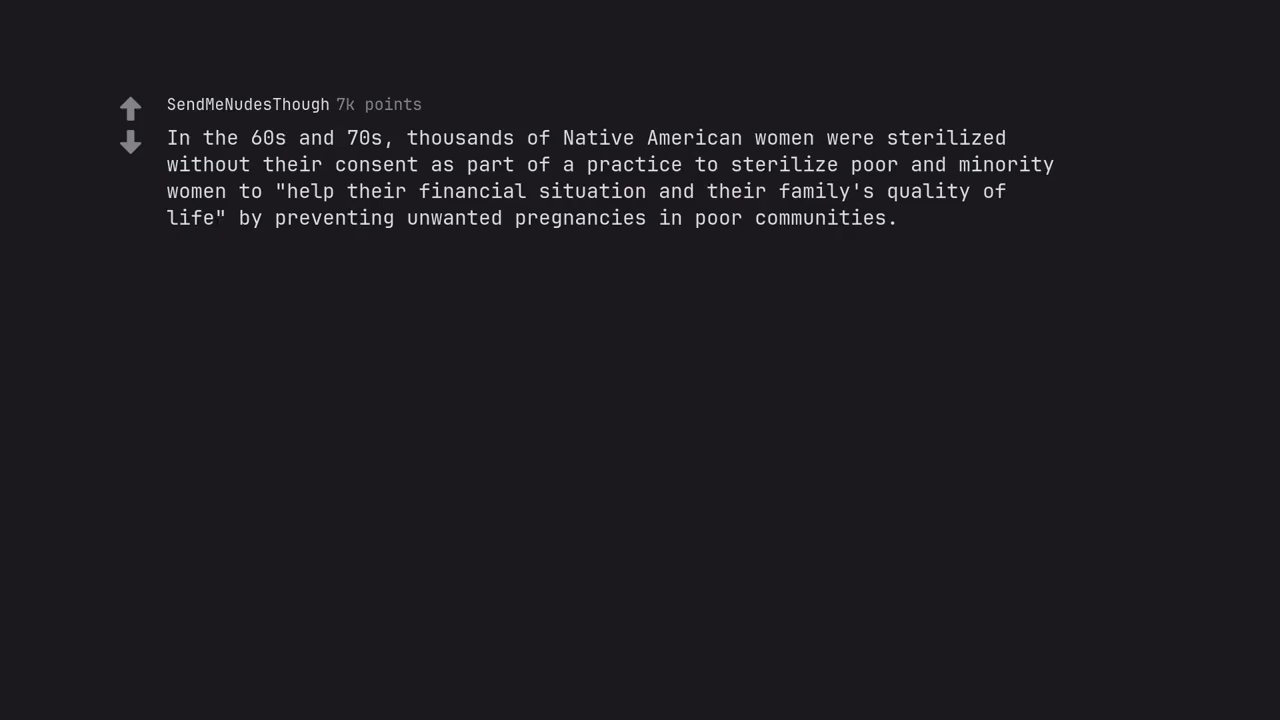 SendMeNudesThough 7k points
In the 60s and 70s, thousands of Native American women were sterilized
without their consent as part of a practice to sterilize poor and minority
women to "help their financial situation and their family's quality of
life" by preventing unwanted pregnancies in poor communities.